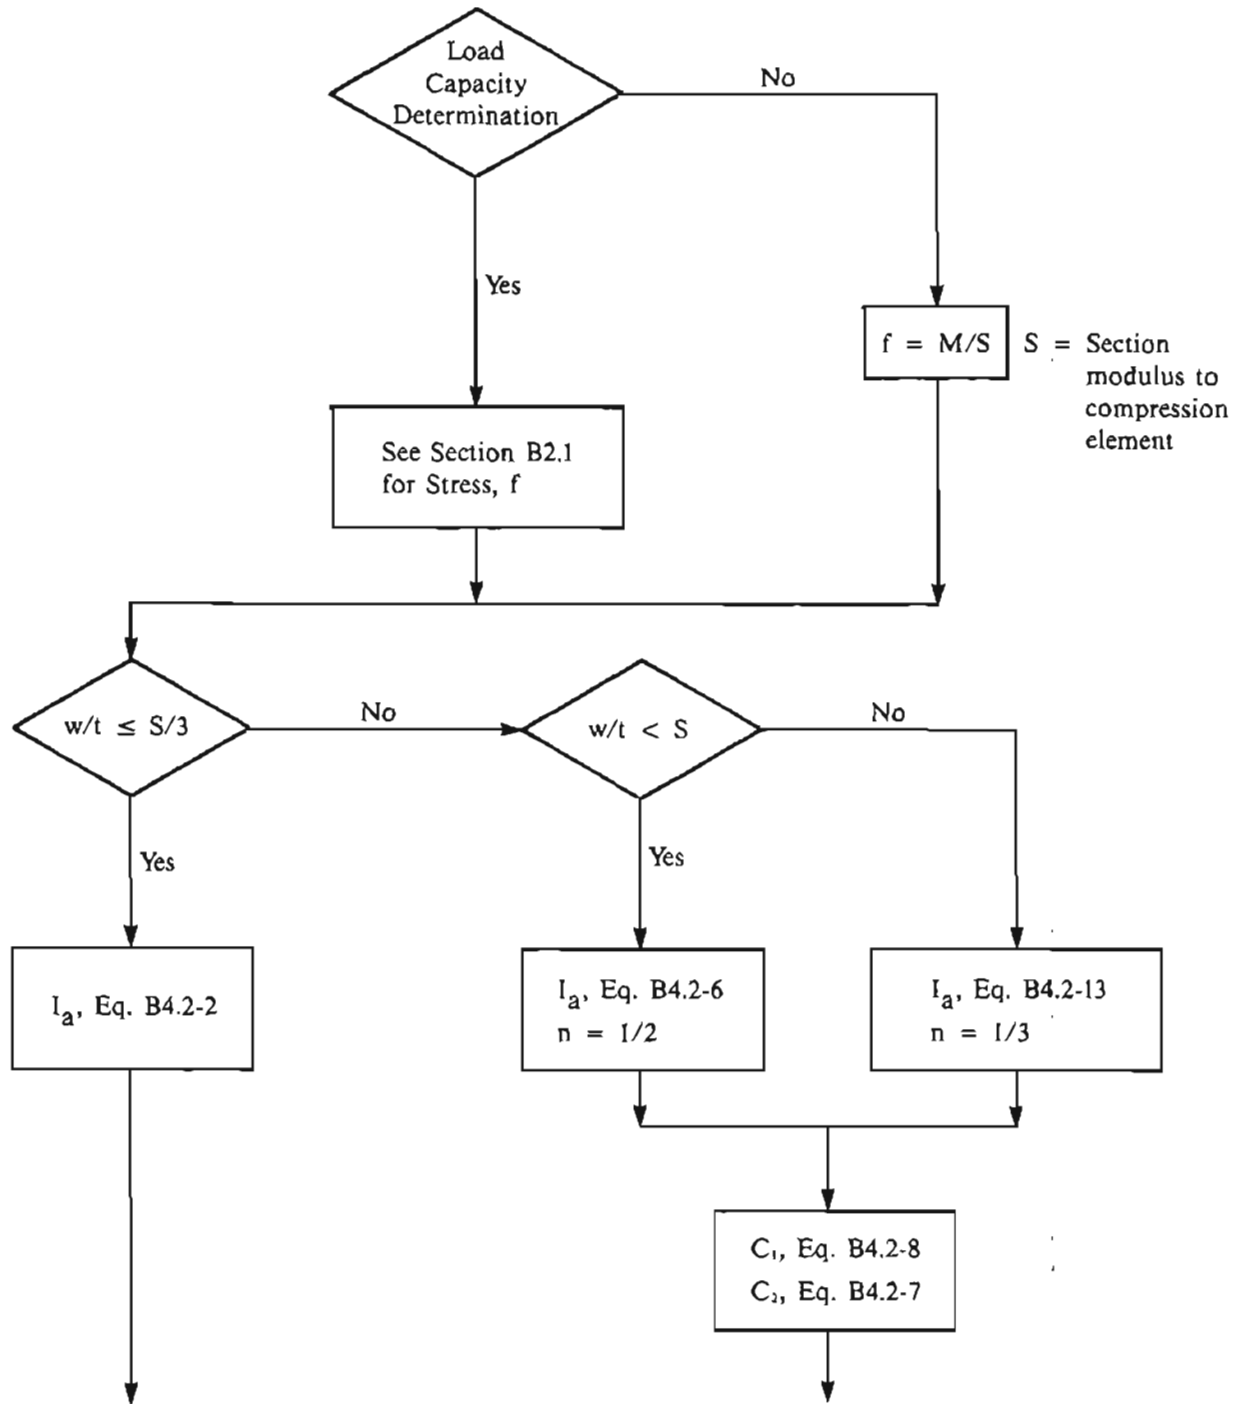 Load
Capacity
Determination
No
Yes
f = M/S
S = Section
modulus to
compression
element
See Section B2.1
for Stress, f
w/t ≤ S/3
No
w/t < S
No
Yes
Yes
Iₐ, Eq. B4.2-2
Iₐ, Eq. B4.2-6
n = 1/2
Iₐ, Eq. B4.2-13
n = 1/3
C₁, Eq. B4.2-8
C₂, Eq. B4.2-7